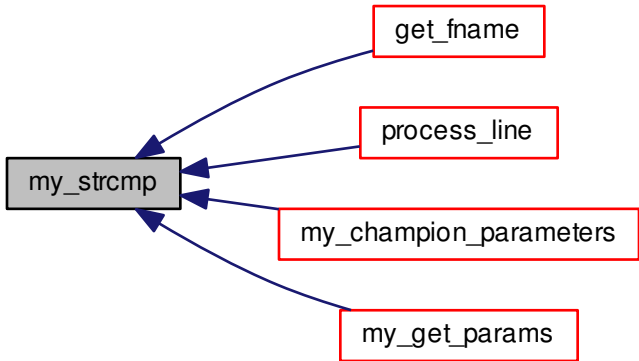 get_fname
process_line
my_strcmp
my_champion_parameters
my_get_params